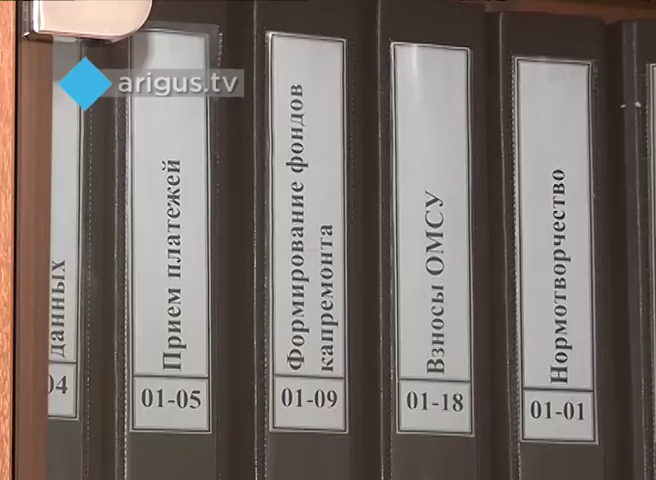 arigus.tv
данных
04
Прием платежей
01-05
Формирование фондов
капремонта
01-09
Взносы ОМСУ
01-18
Нормотворчество
01-01